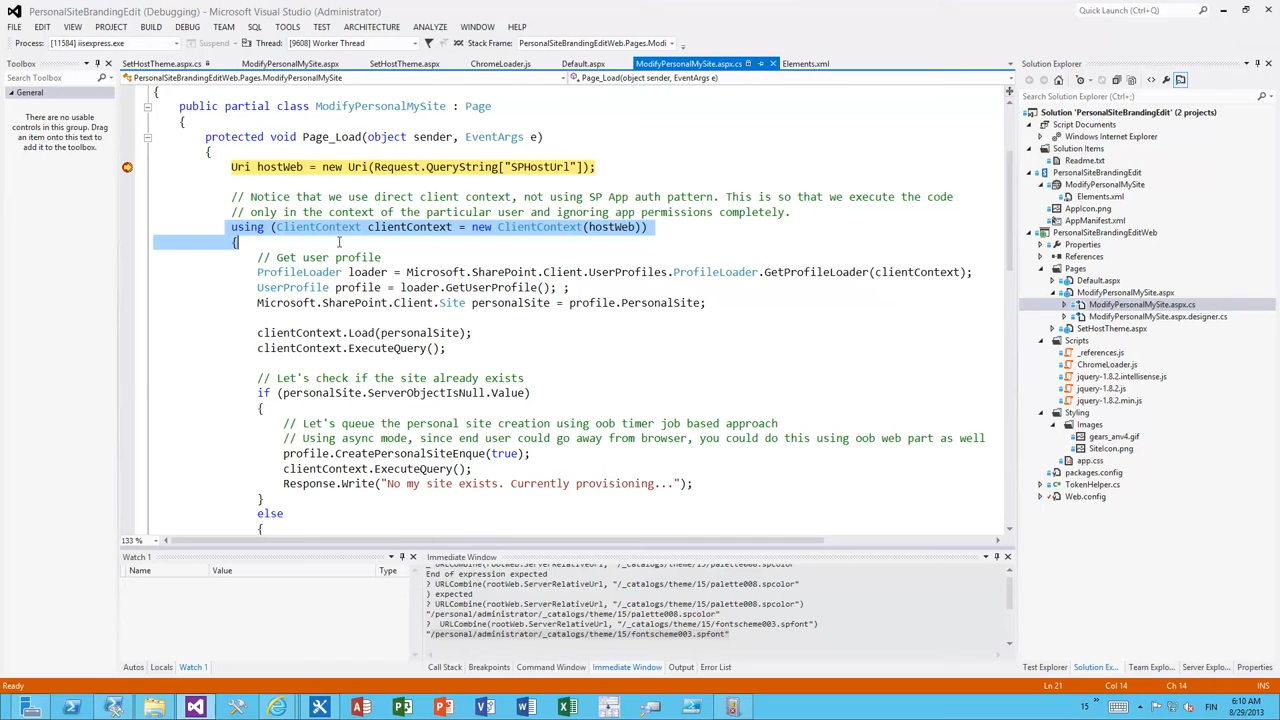 PersonalSiteBrandingEdit (Debugging) - Microsoft Visual Studio (Administrator)
Quick Launch (Ctrl+Q)
FILE EDIT VIEW PROJECT BUILD DEBUG TEAM SQL TOOLS TEST ARCHITECTURE ANALYZE WINDOW HELP
Process: [11584] iisexpress.exe Suspend Thread: [9608] Worker Thread Stack Frame: PersonalSiteBrandingEditWeb.Pages.Modi
Toolbox
Search Toolbox
General
There are no usable
controls in this group. Drag
an item onto this text to
add it to the toolbox.
SetHostTheme.aspx.cs ModifyPersonalMySite.aspx SetHostTheme.aspx ChromeLoader.js Default.aspx ModifyPersonalMySite.aspx.cs Elements.xml
PersonalSiteBrandingEditWeb.Pages.ModifyPersonalMySite Page_Load(object sender, EventArgs e)
{
public partial class ModifyPersonalMySite : Page
{
protected void Page_Load(object sender, EventArgs e)
{
Uri hostWeb = new Uri(Request.QueryString["SPHostUrl"]);
// Notice that we use direct client context, not using SP App auth pattern. This is so that we execute the code
// only in the context of the particular user and ignoring app permissions completely.
using (ClientContext clientContext = new ClientContext(hostWeb))
{
// Get user profile
ProfileLoader loader = Microsoft.SharePoint.Client.UserProfiles.ProfileLoader.GetProfileLoader(clientContext);
UserProfile profile = loader.GetUserProfile(); ;
Microsoft.SharePoint.Client.Site personalSite = profile.PersonalSite;
clientContext.Load(personalSite);
clientContext.ExecuteQuery();
// Let's check if the site already exists
if (personalSite.ServerObjectIsNull.Value)
{
// Let's queue the personal site creation using oob timer job based approach
// Using async mode, since end user could go away from browser, you could do this using oob web part as well
profile.CreatePersonalSiteEnque(true);
clientContext.ExecuteQuery();
Response.Write("No my site exists. Currently provisioning...");
}
else
{
133 %
Watch 1
Name Value Type
Autos Locals Watch 1
Immediate Window
? URLCombine(rootWeb.ServerRelativeUrl, "/_catalogs/theme/15/palette008.spcolor"
End of expression expected
? URLCombine(rootWeb.ServerRelativeUrl, "/_catalogs/theme/15/palette008.spcolor"
) expected
? URLCombine(rootWeb.ServerRelativeUrl, "/_catalogs/theme/15/palette008.spcolor")
"/personal/administrator/_catalogs/theme/15/palette008.spcolor"
? URLCombine(rootWeb.ServerRelativeUrl, "/_catalogs/theme/15/fontscheme003.spfont")
"/personal/administrator/_catalogs/theme/15/fontscheme003.spfont"
Call Stack Breakpoints Command Window Immediate Window Output Error List
Solution Explorer
Search Solution Explorer (Ctrl+;)
Solution 'PersonalSiteBrandingEdit' (2 projects)
Script Documents
Windows Internet Explorer
Solution Items
Readme.txt
PersonalSiteBrandingEdit
ModifyPersonalMySite
Elements.xml
AppIcon.png
AppManifest.xml
PersonalSiteBrandingEditWeb
Properties
References
Pages
Default.aspx
ModifyPersonalMySite.aspx
ModifyPersonalMySite.aspx.cs
ModifyPersonalMySite.aspx.designer.cs
SetHostTheme.aspx
Scripts
_references.js
ChromeLoader.js
jquery-1.8.2.intellisense.js
jquery-1.8.2.js
jquery-1.8.2.min.js
Styling
Images
gears_anv4.gif
SiteIcon.png
app.css
packages.config
TokenHelper.cs
Web.config
Test Explorer Solution Ex... Team Explo... Server Explo... Properties
Ready Ln 21 Col 14 Ch 14 INS
15 FIN 6:10 AM
8/29/2013